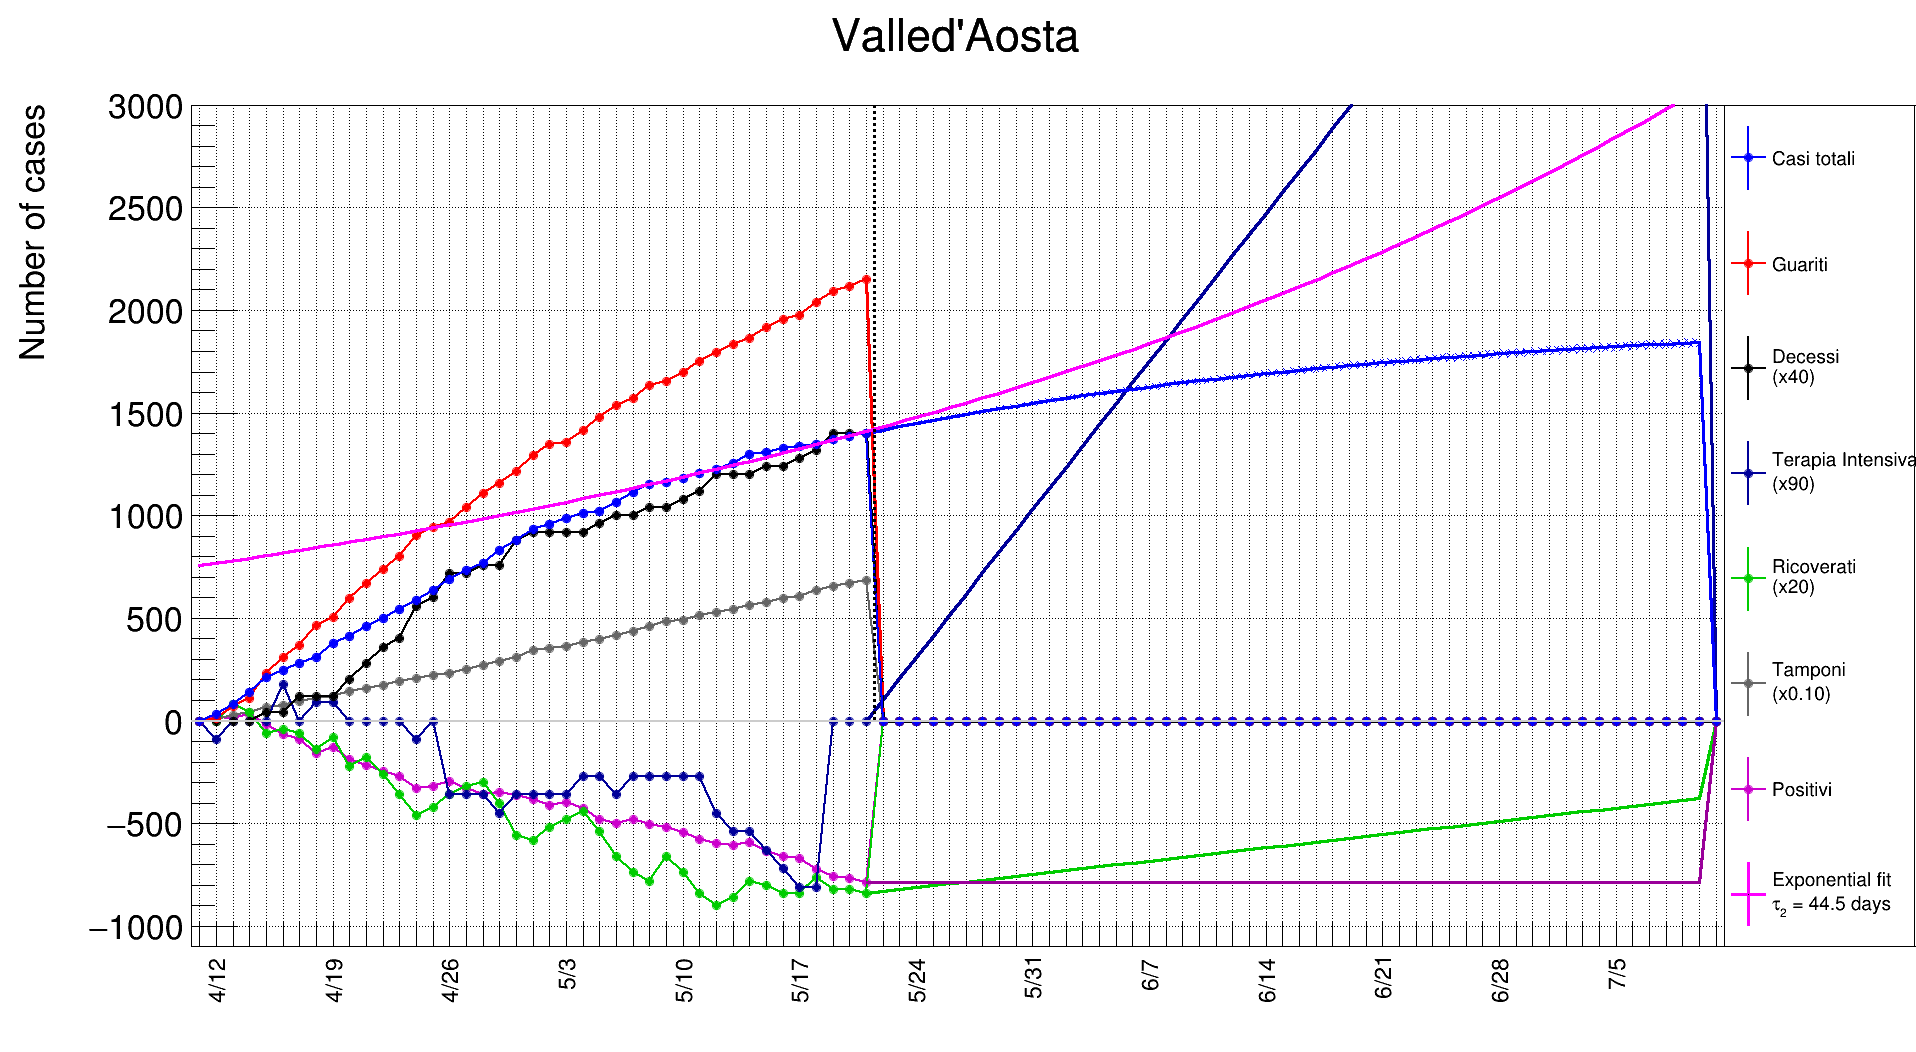 Valled'Aosta
Number of cases
3000
2500
2000
1500
1000
500
0
−500
−1000
4/12
4/19
4/26
5/3
5/10
5/17
5/24
5/31
6/7
6/14
6/21
6/28
7/5
Casi totali
Guariti
Decessi
(x40)
Terapia Intensiva
(x90)
Ricoverati
(x20)
Tamponi
(x0.10)
Positivi
Exponential fit
τ2 = 44.5 days